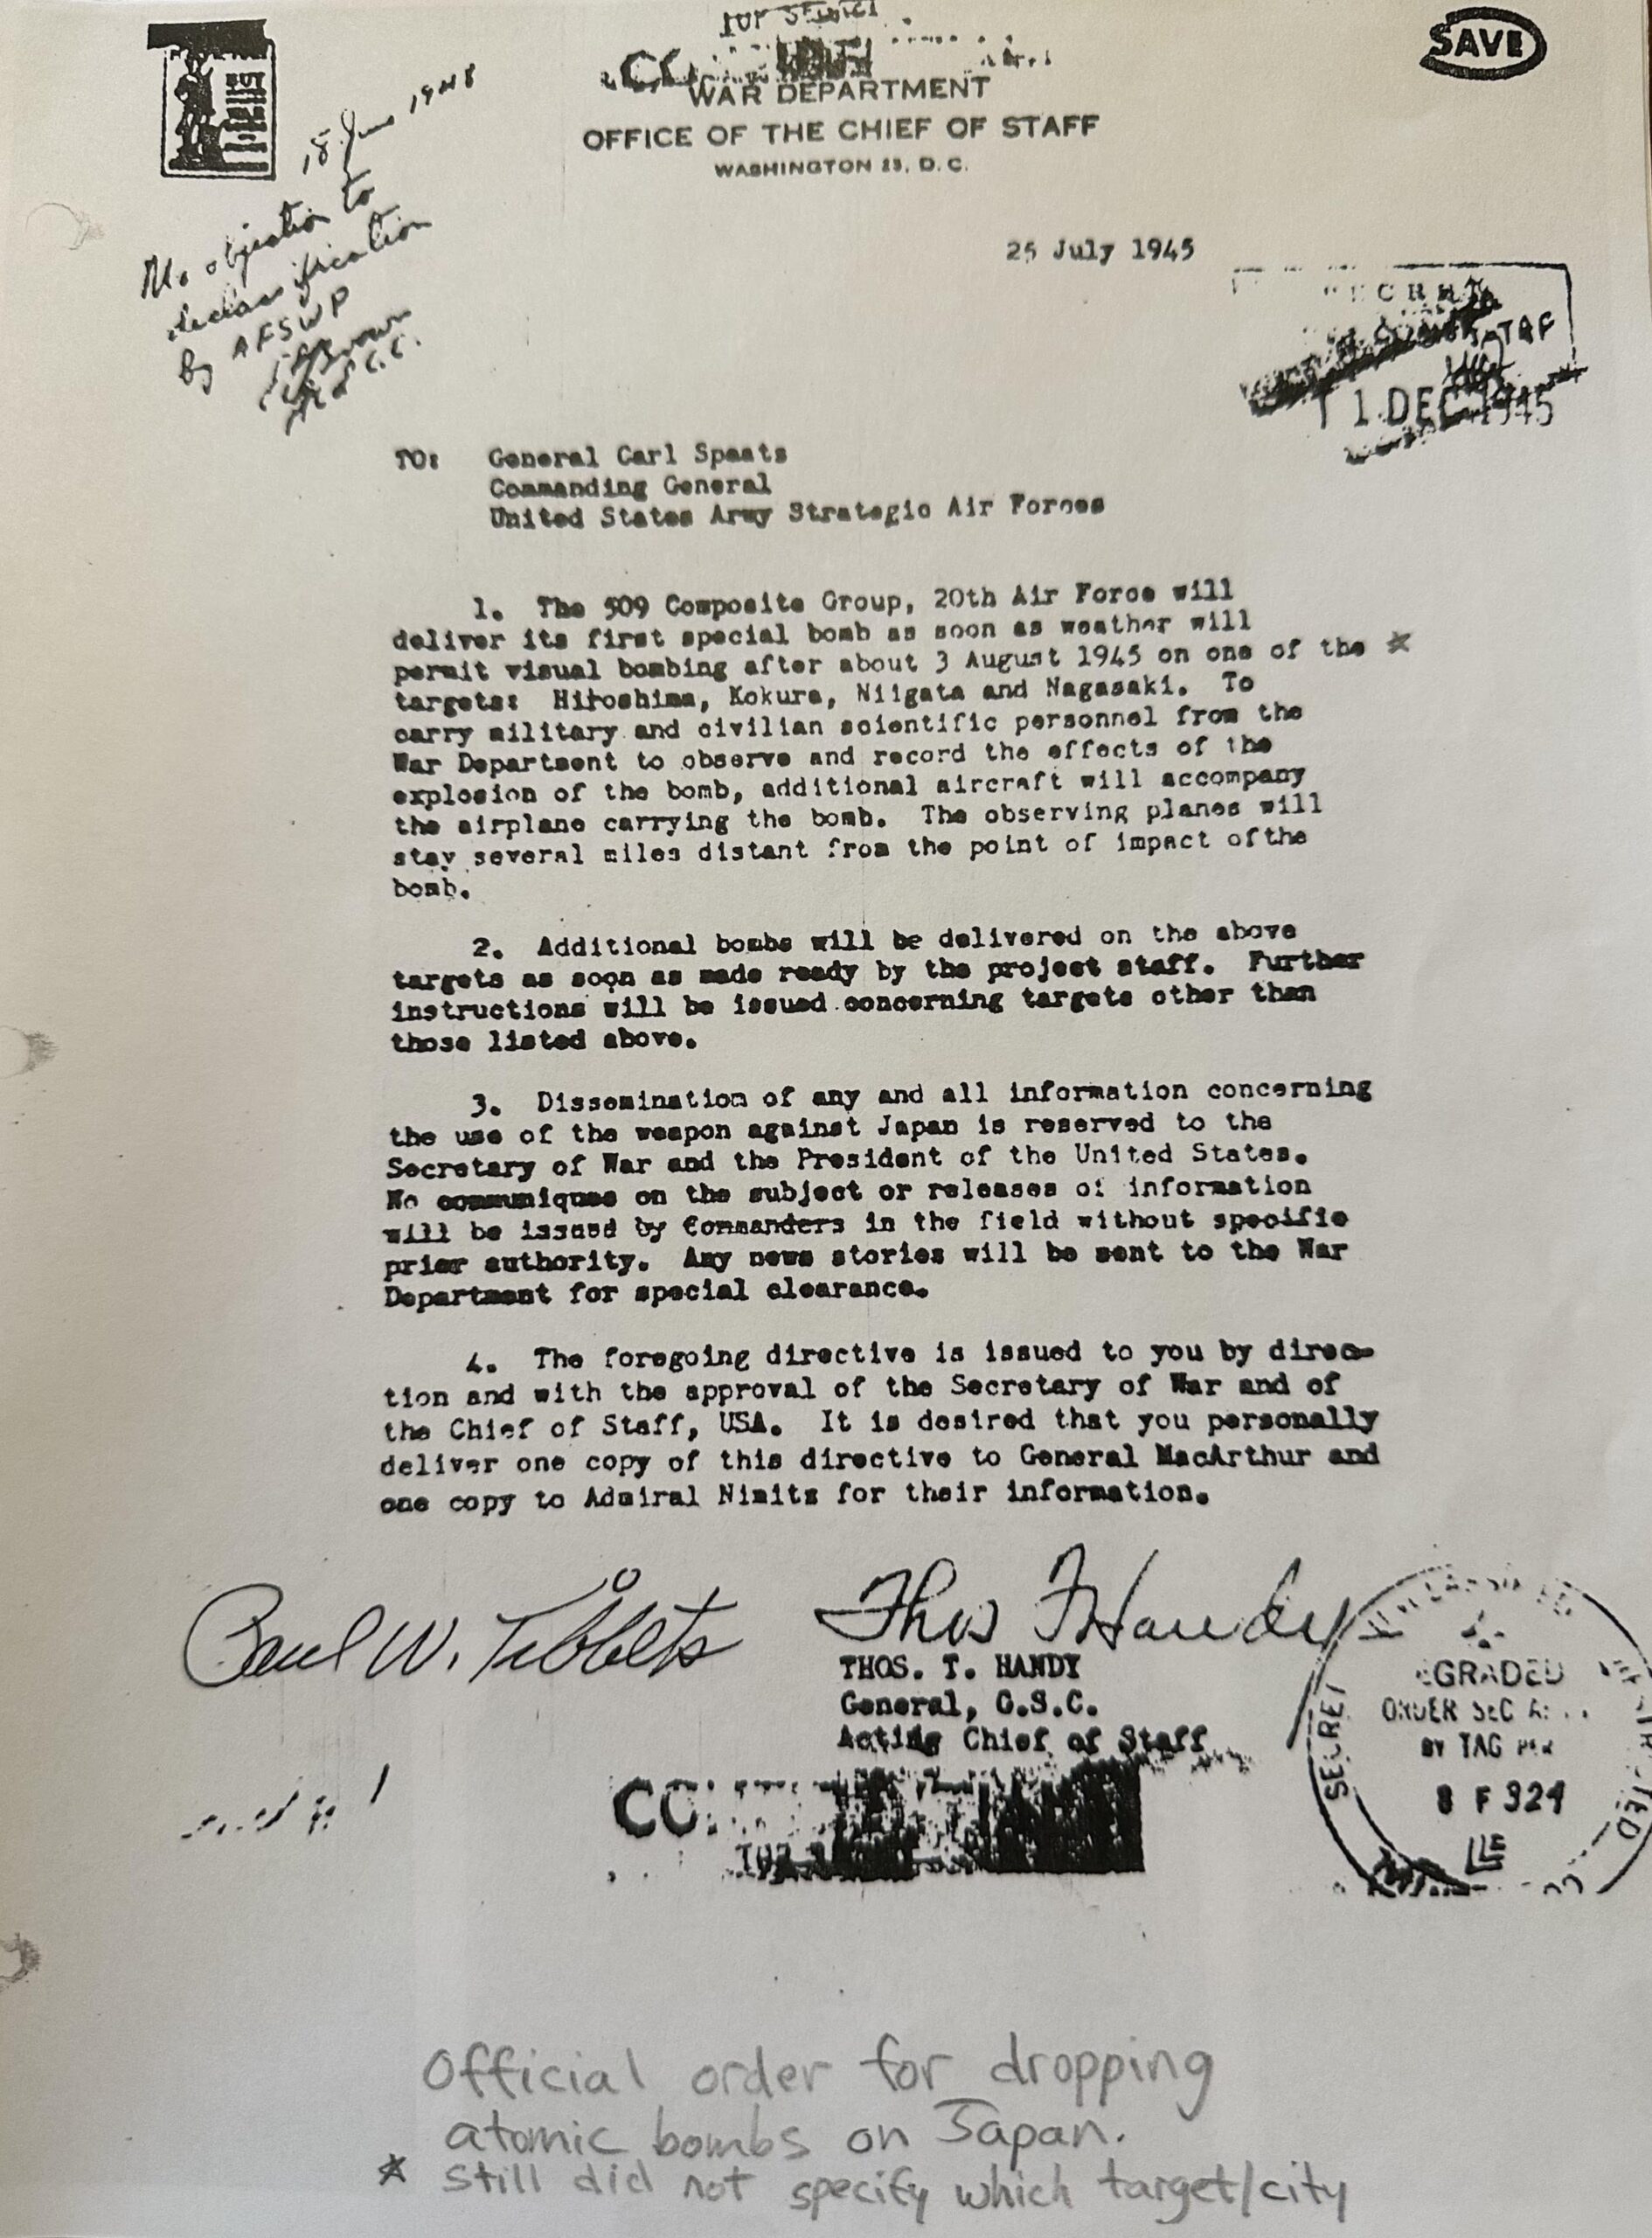 TOP SECRET
WAR DEPARTMENT
OFFICE OF THE CHIEF OF STAFF
WASHINGTON 25, D.C.
SAVE
BUY
18 June 1948
No objection to
declassification
by AFSWP
25 July 1945
SECRET
11 DEC 1945
TO: General Carl Spaats
Commanding General
United States Army Strategic Air Forces
1. The 509 Composite Group, 20th Air Force will
deliver its first special bomb as soon as weather will
permit visual bombing after about 3 August 1945 on one of the ☆
targets: Hiroshima, Kokura, Niigata and Nagasaki. To
carry military and civilian scientific personnel from the
War Department to observe and record the effects of the
explosion of the bomb, additional aircraft will accompany
the airplane carrying the bomb. The observing planes will
stay several miles distant from the point of impact of the
bomb.
2. Additional bombs will be delivered on the above
targets as soon as made ready by the project staff. Further
instructions will be issued concerning targets other than
those listed above.
3. Dissemination of any and all information concerning
the use of the weapon against Japan is reserved to the
Secretary of War and the President of the United States.
No communiques on the subject or releases of information
will be issued by Commanders in the field without specific
prior authority. Any news stories will be sent to the War
Department for special clearance.
4. The foregoing directive is issued to you by direc-
tion and with the approval of the Secretary of War and of
the Chief of Staff, USA. It is desired that you personally
deliver one copy of this directive to General MacArthur and
one copy to Admiral Nimitz for their information.
Paul W. Tibbets
Thos T Handy
THOS. T. HANDY
General, G.S.C.
Acting Chief of Staff
SECRET
GRADED
ORDER SEC
BY TAG PER
8 F 324
LLE
Official order for dropping
atomic bombs on Japan.
☆ still did not specify which target/city